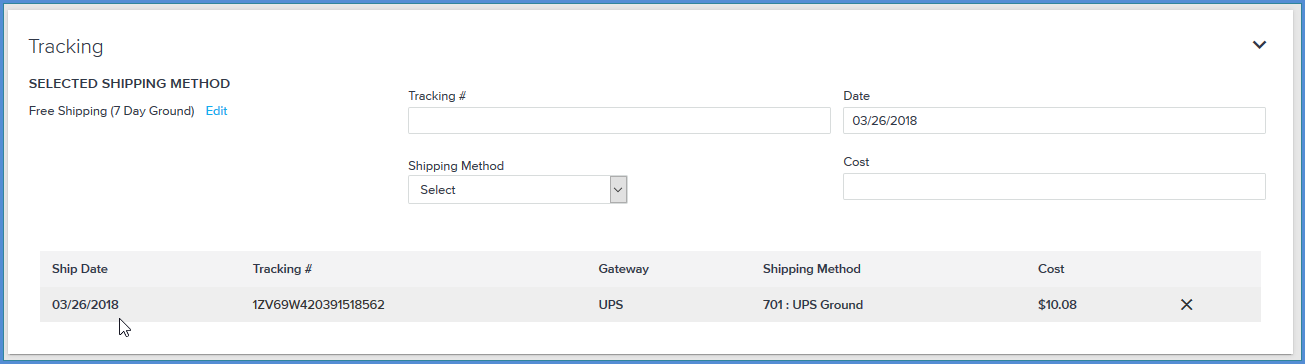 Tracking
SELECTED SHIPPING METHOD
Free Shipping (7 Day Ground) Edit
Tracking #
Date
03/26/2018
Shipping Method
Select
Cost
Ship Date Tracking # Gateway Shipping Method Cost
03/26/2018 1ZV69W420391518562 UPS 701 : UPS Ground $10.08